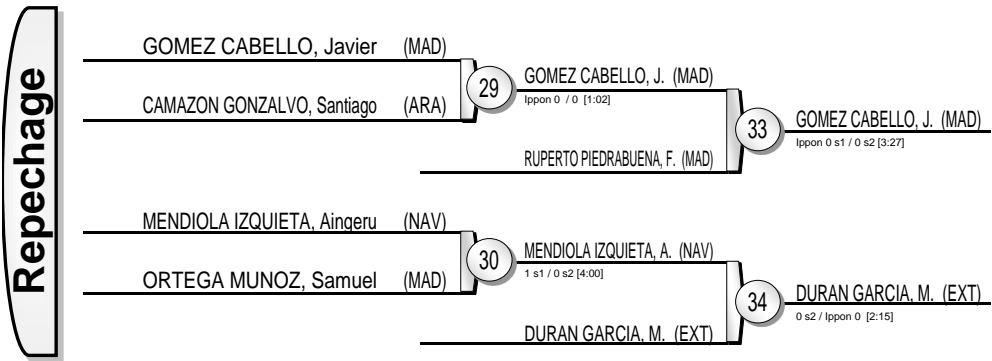 Repechage
GOMEZ CABELLO, Javier (MAD)
CAMAZON GONZALVO, Santiago (ARA)
29
GOMEZ CABELLO, J. (MAD)
Ippon 0 / 0 [1:02]
RUPERTO PIEDRABUENA, F. (MAD)
33
GOMEZ CABELLO, J. (MAD)
Ippon 0 s1 / 0 s2 [3:27]
MENDIOLA IZQUIETA, Aingeru (NAV)
ORTEGA MUNOZ, Samuel (MAD)
30
MENDIOLA IZQUIETA, A. (NAV)
1 s1 / 0 s2 [4:00]
DURAN GARCIA, M. (EXT)
34
DURAN GARCIA, M. (EXT)
0 s2 / Ippon 0 [2:15]